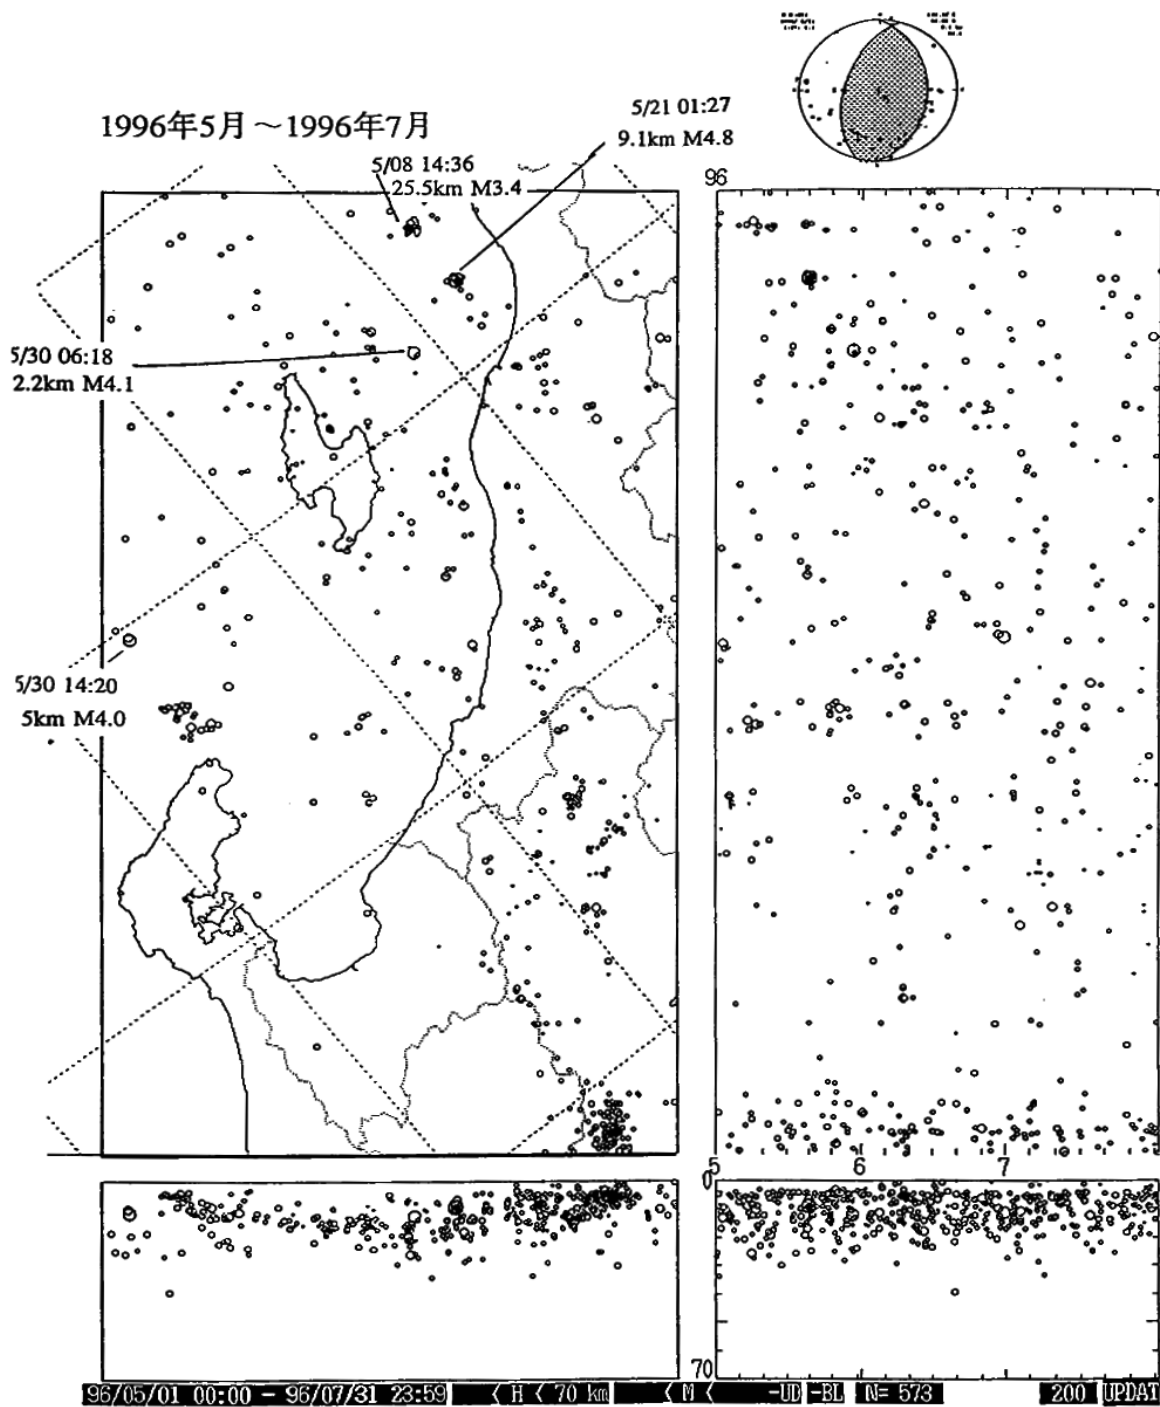 1996年5月～1996年7月
5/21 01:27
9.1km M4.8
5/08 14:36
25.5km M3.4
96
5/30 06:18
2.2km M4.1
5/30 14:20
5km M4.0
5 6 7
0
70
96/05/01 00:00 - 96/07/31 23:59 < H < 70 km < M < -UD -BL N= 573 200 UPDAT